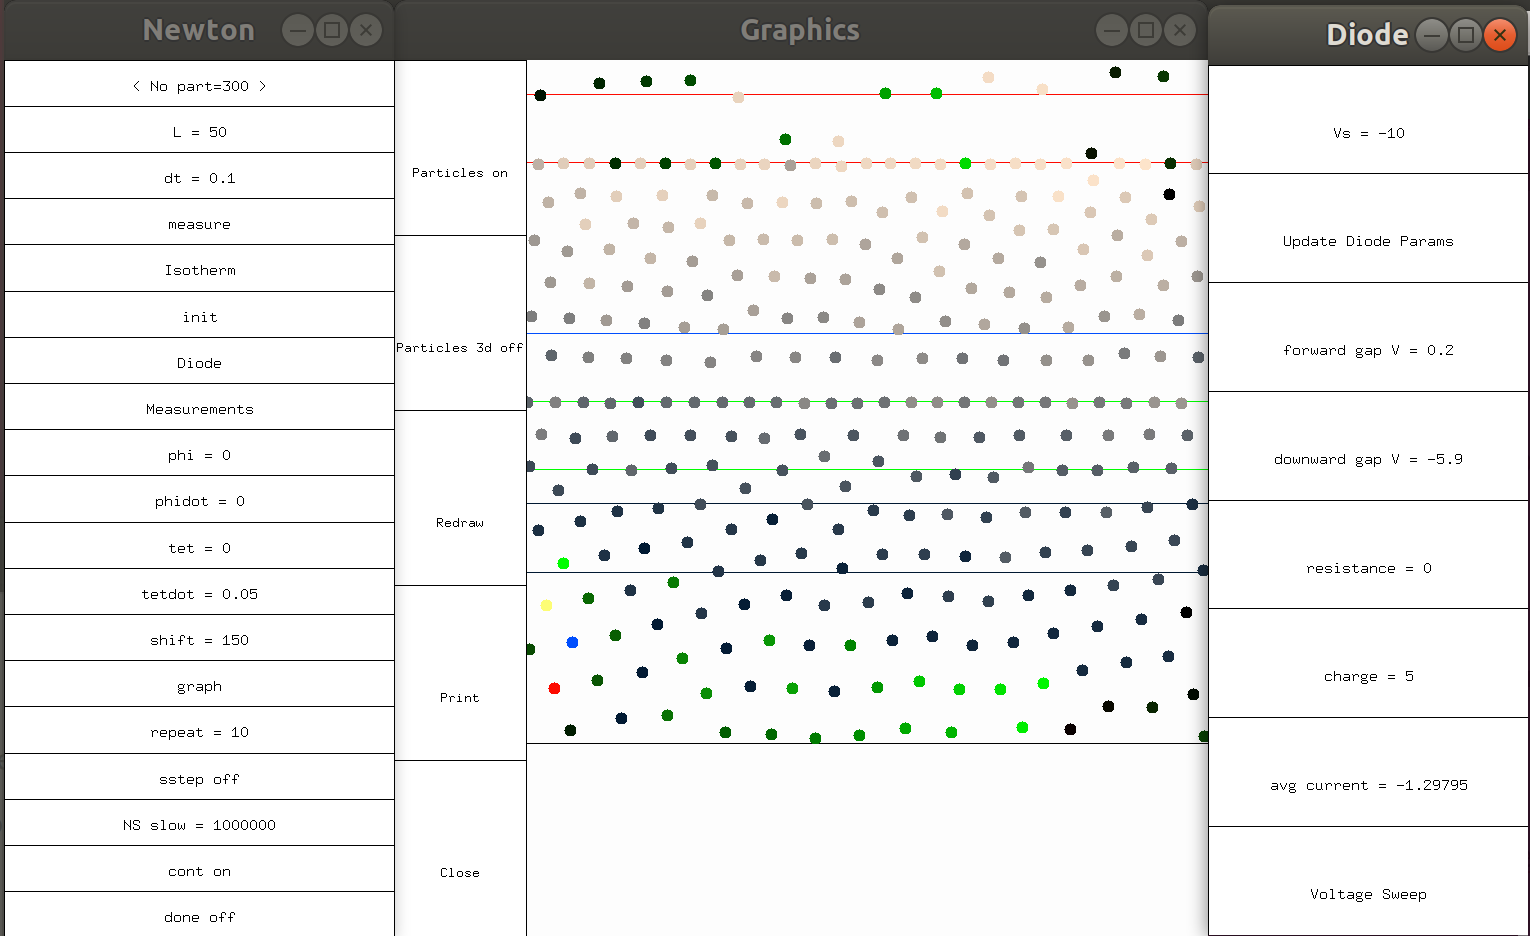 Newton
< No part=300 >
L = 50
dt = 0.1
measure
Isotherm
init
Diode
Measurements
phi = 0
phidot = 0
tet = 0
tetdot = 0.05
shift = 150
graph
repeat = 10
sstep off
NS slow = 1000000
cont on
done off
Graphics
Particles on
Particles 3d off
Redraw
Print
Close
Diode
Vs = -10
Update Diode Params
forward gap V = 0.2
downward gap V = -5.9
resistance = 0
charge = 5
avg current = -1.29795
Voltage Sweep